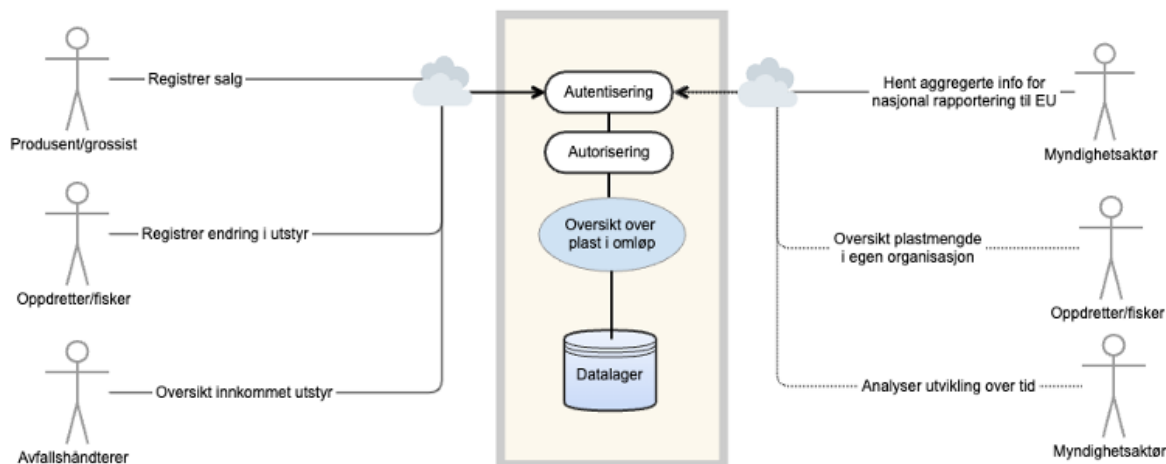 Registrer salg
Produsent/grossist
Registrer endring i utstyr
Oppdretter/fisker
Oversikt innkommet utstyr
Avfallshåndterer
Autentisering
Autorisering
Oversikt over
plast i omløp
Datalager
Hent aggregerte info for
nasjonal rapportering til EU
Myndighetsaktør
Oversikt plastmengde
i egen organisasjon
Oppdretter/fisker
Analyser utvikling over tid
Myndighetsaktør